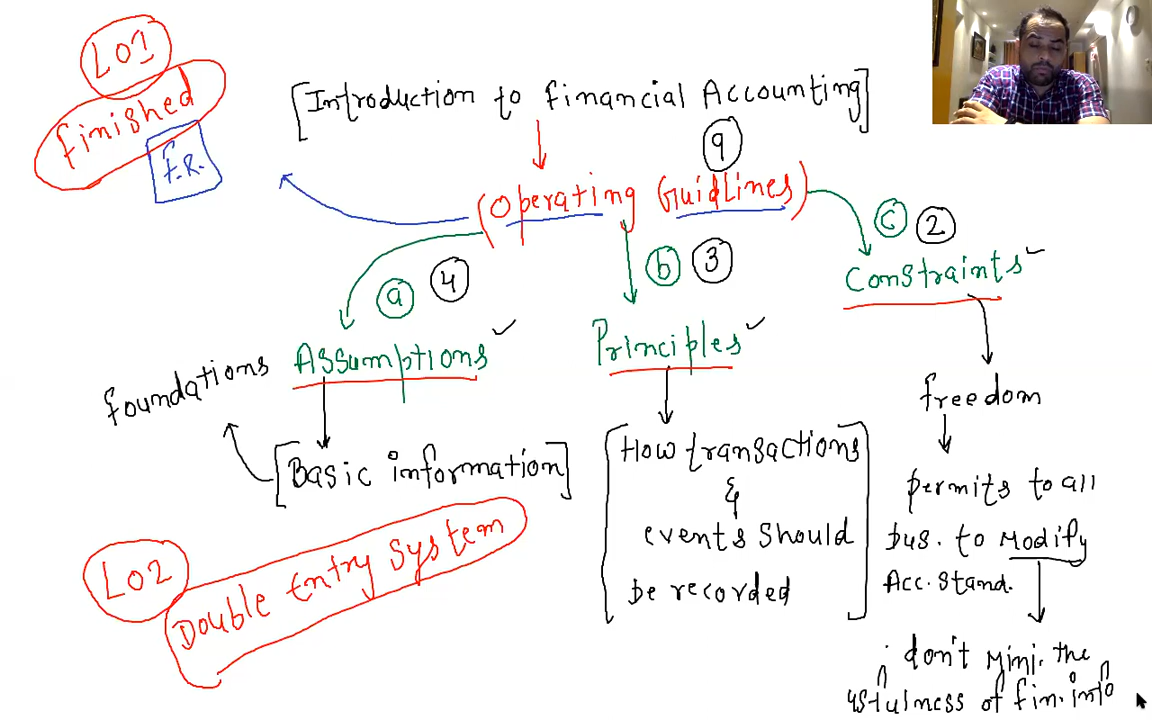 LO1
Finished
F.R.
[Introduction to Financial Accounting]
9
(Operating Guidlines)
a 4
b 3
c 2
Assumptions
Principles
Constraints
foundations
[Basic information]
[How transactions
&
events should
be recorded]
freedom
permits to all
bus. to Modify
Acc. Stand.
don't Mini. the
usfulness of fin. info
LO2
Double Entry System